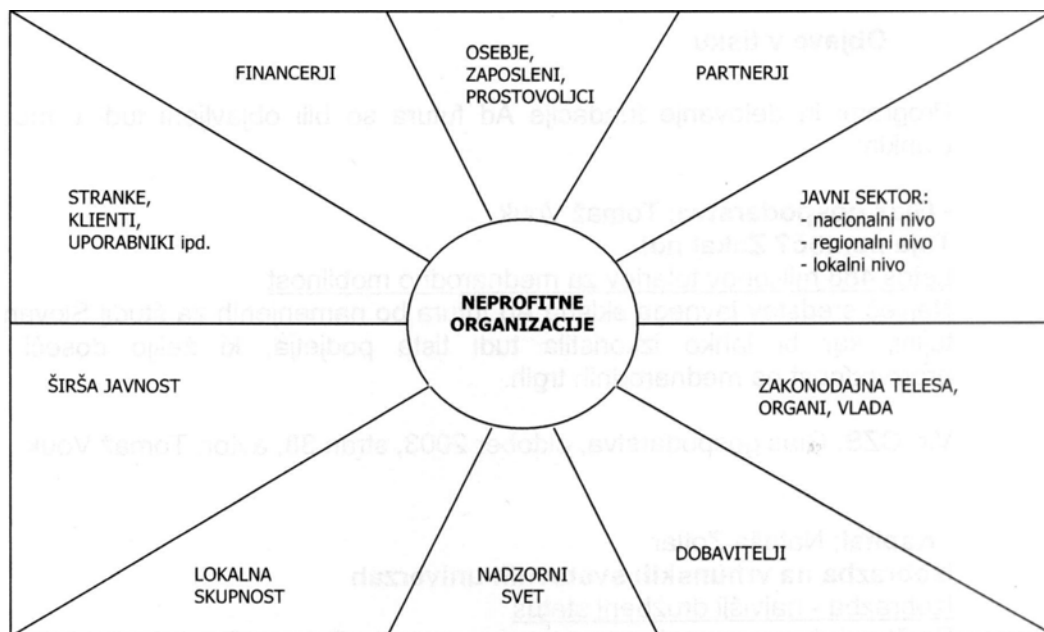 FINANCERJI
OSEBJE,
ZAPOSLENI,
PROSTOVOLJCI
PARTNERJI
STRANKE,
KLIENTI,
UPORABNIKI ipd.
JAVNI SEKTOR:
- nacionalni nivo
- regionalni nivo
- lokalni nivo
NEPROFITNE
ORGANIZACIJE
ŠIRŠA JAVNOST
ZAKONODAJNA TELESA,
ORGANI, VLADA
LOKALNA
SKUPNOST
NADZORNI
SVET
DOBAVITELJI